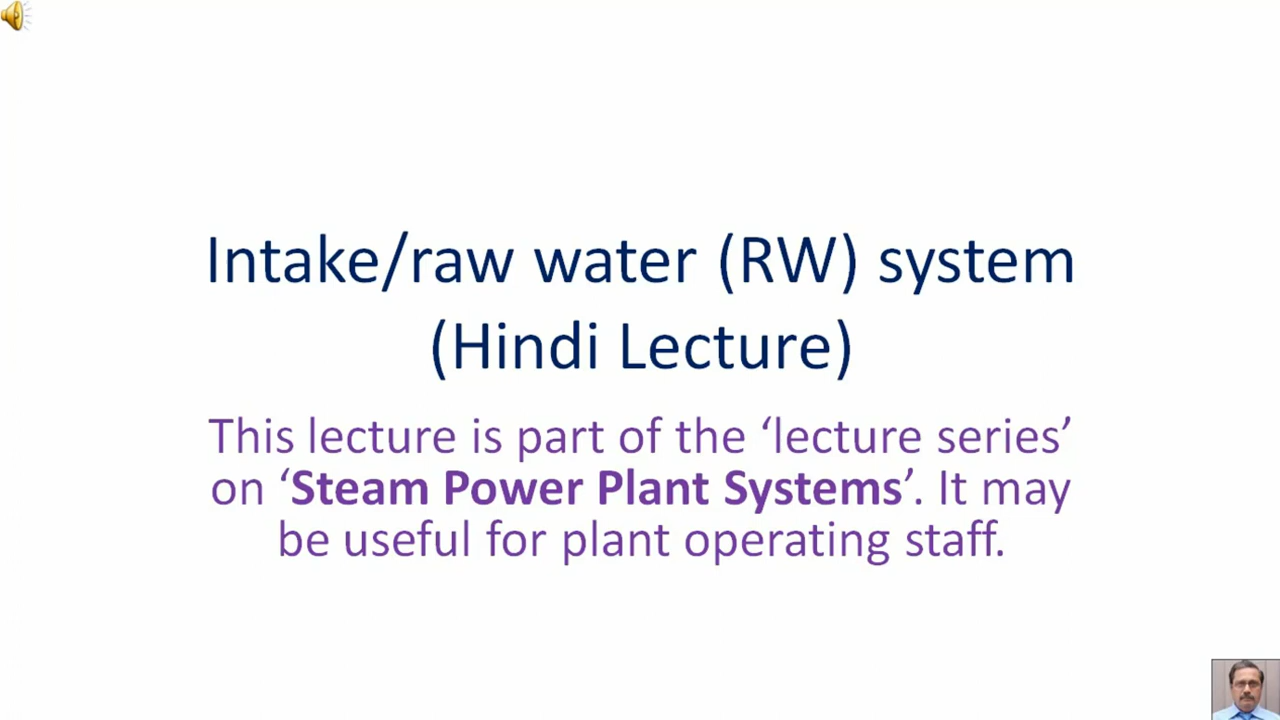 Intake/raw water (RW) system
(Hindi Lecture)
This lecture is part of the ‘lecture series’
on ‘Steam Power Plant Systems’. It may
be useful for plant operating staff.